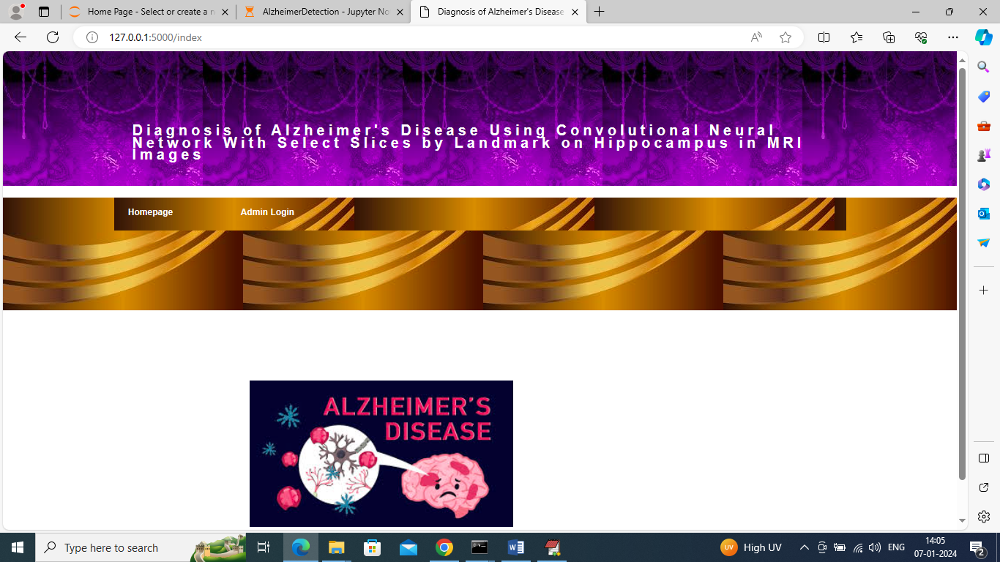 Home Page - Select or create a n
AlzheimerDetection - Jupyter No
Diagnosis of Alzheimer's Disease
127.0.0.1:5000/index
Diagnosis of Alzheimer's Disease Using Convolutional Neural
Network With Select Slices by Landmark on Hippocampus in MRI
Images
Homepage
Admin Login
ALZHEIMER'S
DISEASE
Type here to search
UV
High UV
ENG
14:05
07-01-2024
2